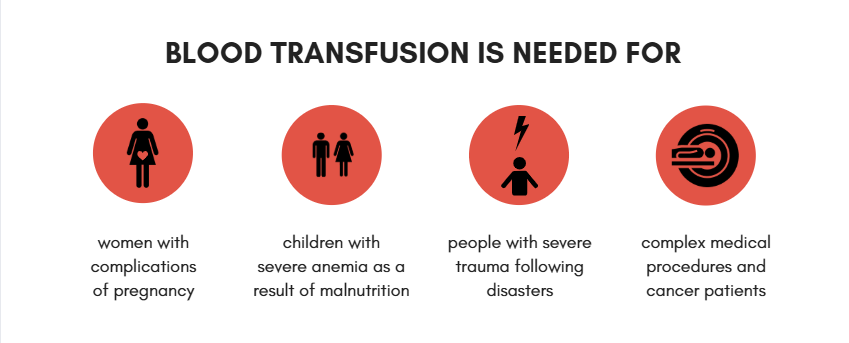 BLOOD TRANSFUSION IS NEEDED FOR
women with
complications
of pregnancy
children with
severe anemia as a
result of malnutrition
people with severe
trauma following
disasters
complex medical
procedures and
cancer patients